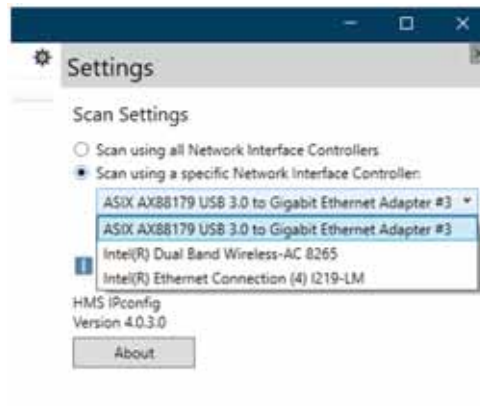 Settings
Scan Settings
Scan using all Network Interface Controllers
Scan using a specific Network Interface Controller:
ASIX AX88179 USB 3.0 to Gigabit Ethernet Adapter #3
ASIX AX88179 USB 3.0 to Gigabit Ethernet Adapter #3
Intel(R) Dual Band Wireless-AC 8265
Intel(R) Ethernet Connection (4) I219-LM
HMS IPconfig
Version 4.0.3.0
About